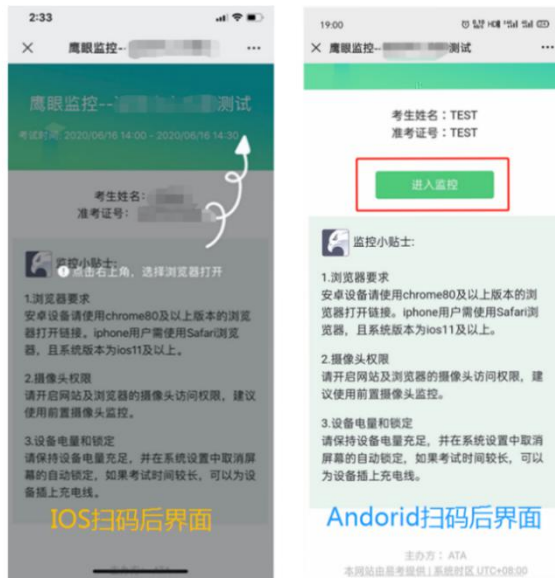 2:33
× 鹰眼监控-- ...
鹰眼监控-- 测试
考试时间: 2020/06/16 14:00 - 2020/06/16 14:30
考生姓名:
准考证号:
监控小贴士:
! 点击右上角，选择浏览器打开
1.浏览器要求
安卓设备请使用chrome80及以上版本的浏览
器打开链接。iphone用户需使用Safari浏览
器，且系统版本为ios11及以上。
2.摄像头权限
请开启网站及浏览器的摄像头访问权限，建
议使用前置摄像头监控。
3.设备电量和锁定
请保持设备电量充足，并在系统设置中取消屏
幕的自动锁定，如果考试时间较长，可以为设
备插上充电线。
IOS扫码后界面
19:00
× 鹰眼监控-- 测试 ...
考生姓名：TEST
准考证号：TEST
进入监控
监控小贴士:
1.浏览器要求
安卓设备请使用chrome80及以上版本的浏
览器打开链接。iphone用户需使用Safari浏
览器，且系统版本为ios11及以上。
2.摄像头权限
请开启网站及浏览器的摄像头访问权限，建
议使用前置摄像头监控。
3.设备电量和锁定
请保持设备电量充足，并在系统设置中取消
屏幕的自动锁定，如果考试时间较长，可以
为设备插上充电线。
Andorid扫码后界面
主办方：ATA
本网站由易考提供 | 系统时区 UTC+08:00